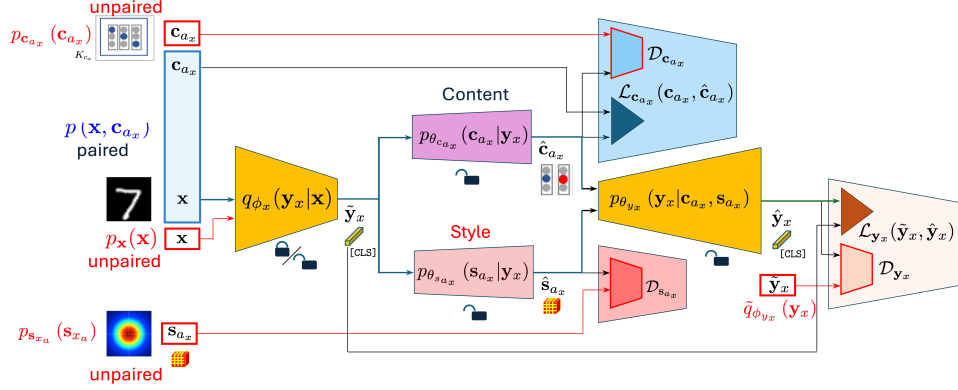 unpaired
p_{c_{a_x}}(c_{a_x})
K_{c_x}
c_{a_x}
c_{a_x}
p(x, c_{a_x})
paired
x
p_x(x)
x
unpaired
q_{ϕ_x}(y_x|x)
ỹ_x
[CLS]
Content
p_{θ_{c_{a_x}}}(c_{a_x}|y_x)
ĉ_{a_x}
Style
p_{θ_{s_{a_x}}}(s_{a_x}|y_x)
ŝ_{a_x}
D_{c_{a_x}}
L_{c_{a_x}}(c_{a_x}, ĉ_{a_x})
p_{θ_{y_x}}(y_x|c_{a_x}, s_{a_x})
D_{s_{a_x}}
ŷ_x
[CLS]
L_{y_x}(ỹ_x, ŷ_x)
D_{y_x}
ỹ_x
q̃_{ϕ_{y_x}}(y_x)
p_{s_{x_a}}(s_{x_a})
s_{a_x}
unpaired